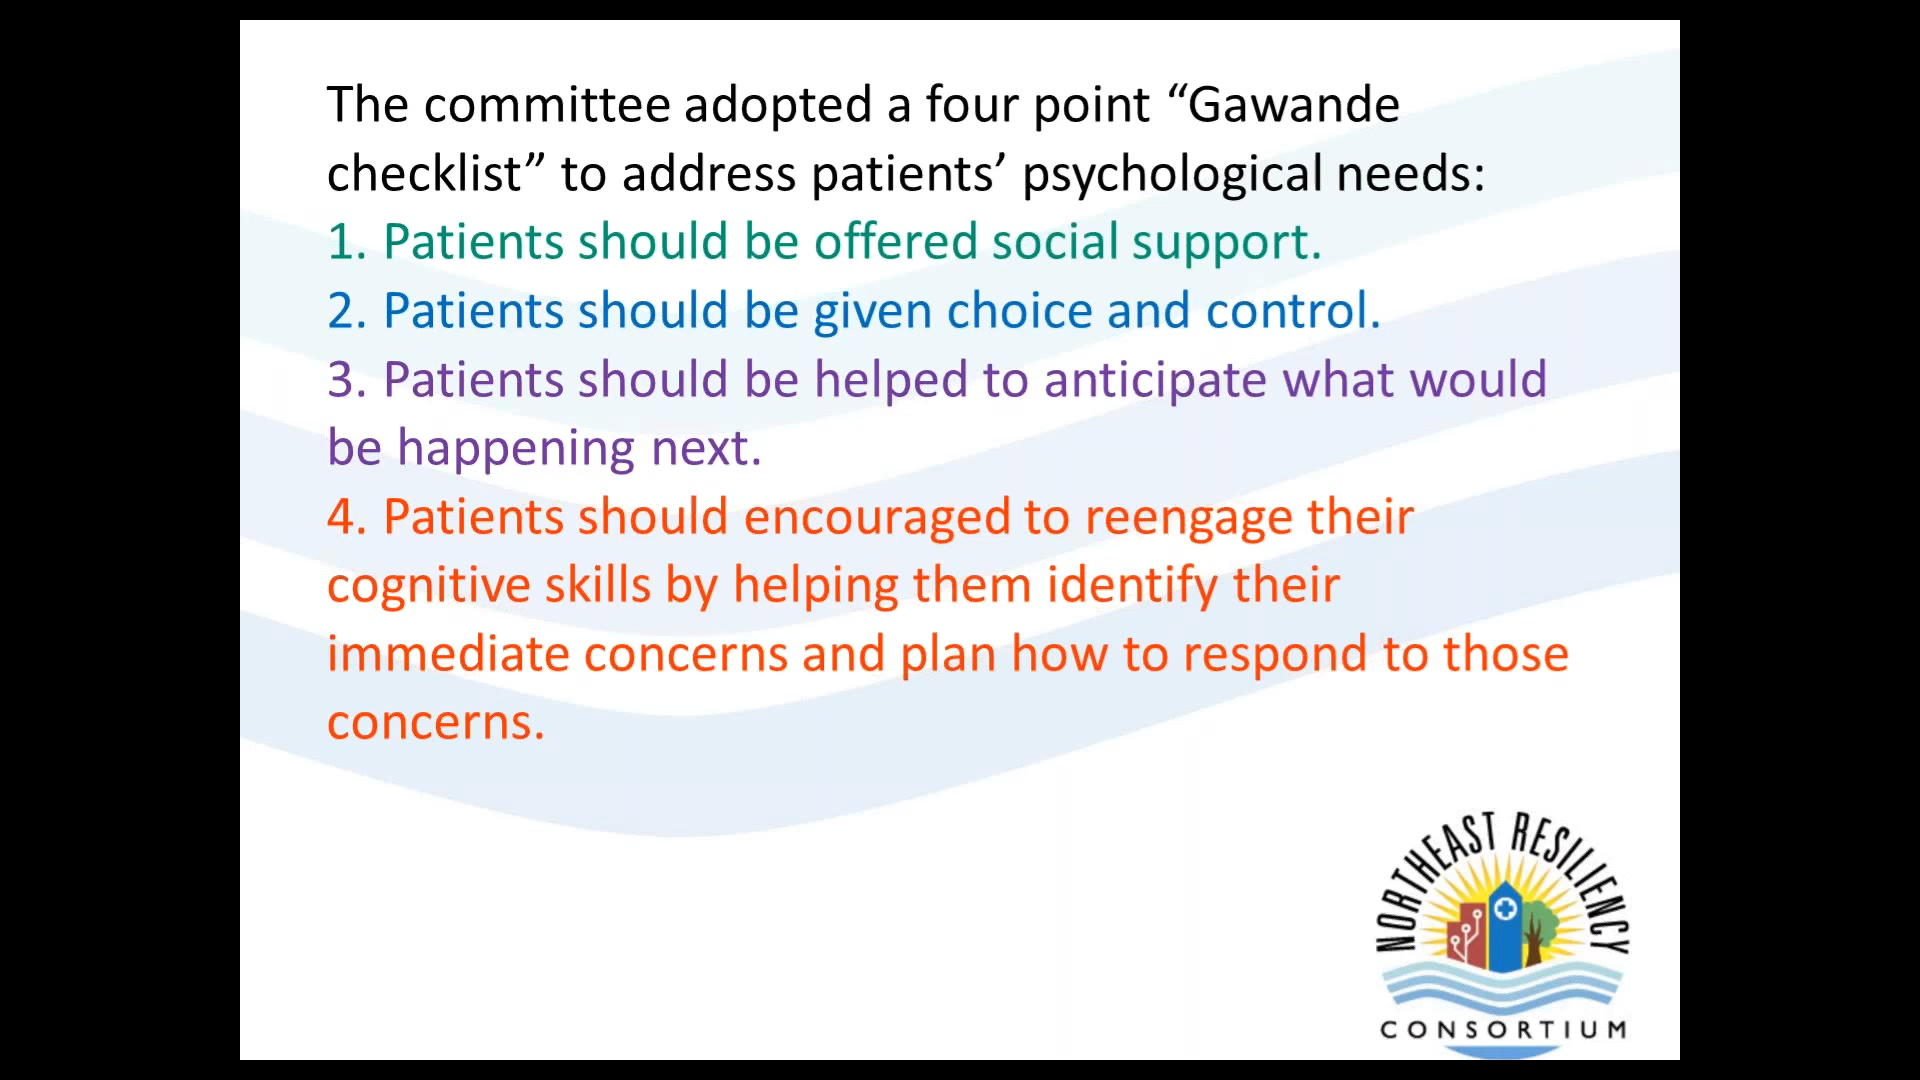 The committee adopted a four point “Gawande
checklist” to address patients’ psychological needs:
1. Patients should be offered social support.
2. Patients should be given choice and control.
3. Patients should be helped to anticipate what would
be happening next.
4. Patients should encouraged to reengage their
cognitive skills by helping them identify their
immediate concerns and plan how to respond to those
concerns.
NORTHEAST RESILIENCY
CONSORTIUM